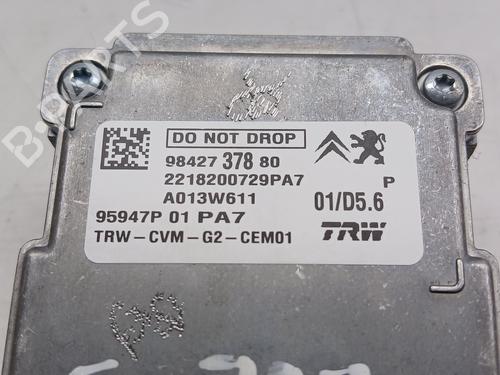 DO NOT DROP
98427 378 80
2218200729PA7
P
A013W611
01/D5.6
95947P 01 PA7
TRW-CVM-G2-CEM01
TRW
B-PARTS